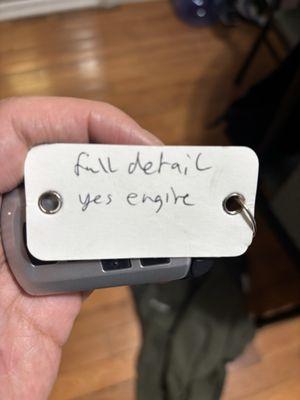 full detail
yes engine